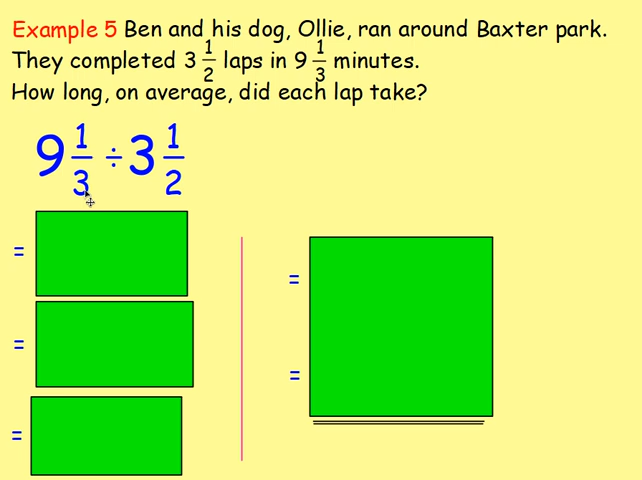 Example 5 Ben and his dog, Ollie, ran around Baxter park.
They completed 3 1/2 laps in 9 1/3 minutes.
How long, on average, did each lap take?
9 1/3 ÷ 3 1/2
=
=
=
=
=